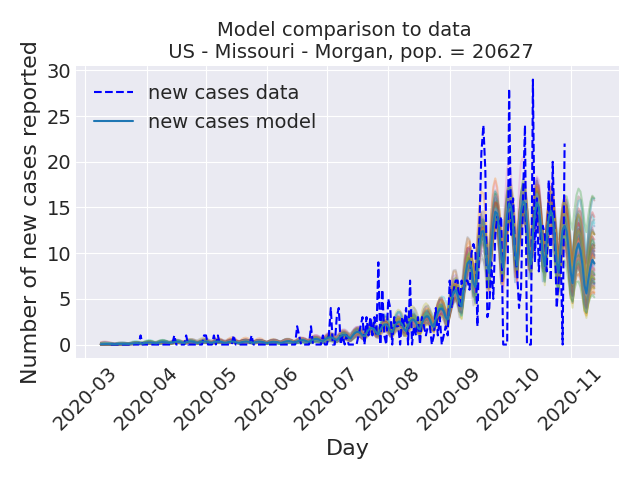 Model comparison to data
US - Missouri - Morgan, pop. = 20627
Number of new cases reported
30
25
20
15
10
5
0
new cases data
new cases model
2020-03
2020-04
2020-05
2020-06
2020-07
2020-08
2020-09
2020-10
2020-11
Day